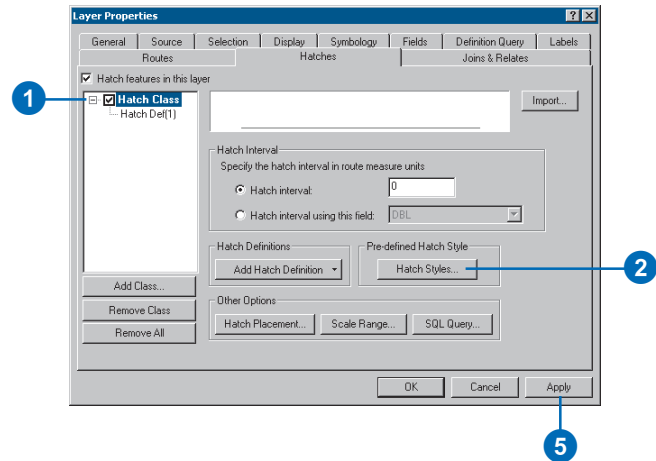 Layer Properties
General Source Selection Display Symbology Fields Definition Query Labels
Routes Hatches Joins & Relates
Hatch features in this layer
1
Hatch Class
Hatch Def(1)
Import...
Hatch Interval
Specify the hatch interval in route measure units
Hatch interval: 0
Hatch interval using this field: DBL
Hatch Definitions
Add Hatch Definition
Pre-defined Hatch Style
Hatch Styles...
2
Add Class...
Remove Class
Remove All
Other Options
Hatch Placement... Scale Range... SQL Query...
OK Cancel Apply
5